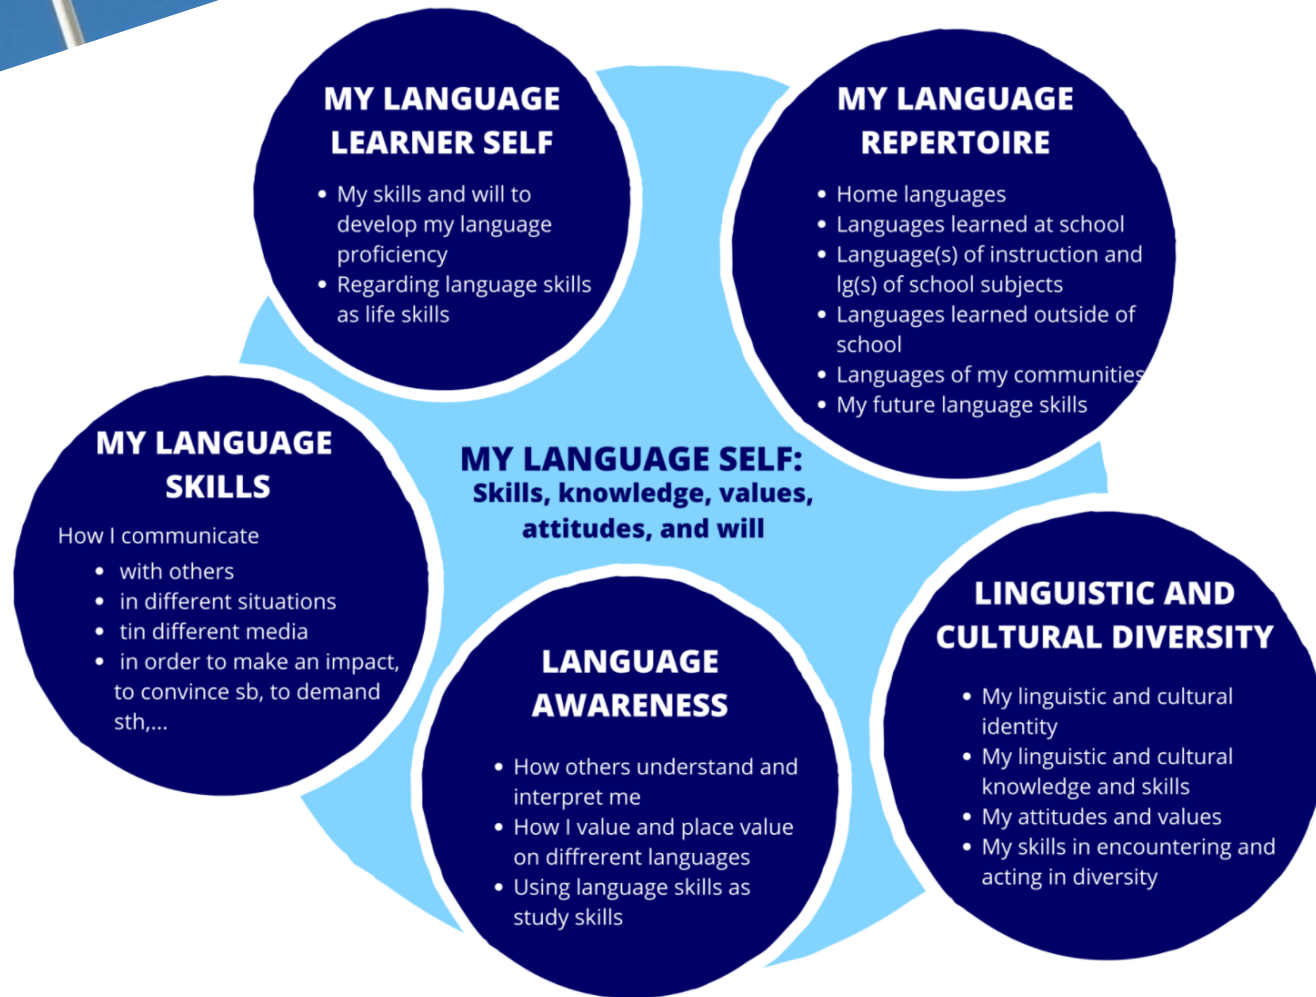 MY LANGUAGE
LEARNER SELF
• My skills and will to
develop my language
proficiency
• Regarding language skills
as life skills
MY LANGUAGE
REPERTOIRE
• Home languages
• Languages learned at school
• Language(s) of instruction and
lg(s) of school subjects
• Languages learned outside of
school
• Languages of my communities
• My future language skills
MY LANGUAGE
SKILLS
How I communicate
• with others
• in different situations
• tin different media
• in order to make an impact,
to convince sb, to demand
sth,...
MY LANGUAGE SELF:
Skills, knowledge, values,
attitudes, and will
LANGUAGE
AWARENESS
• How others understand and
interpret me
• How I value and place value
on diffrerent languages
• Using language skills as
study skills
LINGUISTIC AND
CULTURAL DIVERSITY
• My linguistic and cultural
identity
• My linguistic and cultural
knowledge and skills
• My attitudes and values
• My skills in encountering and
acting in diversity